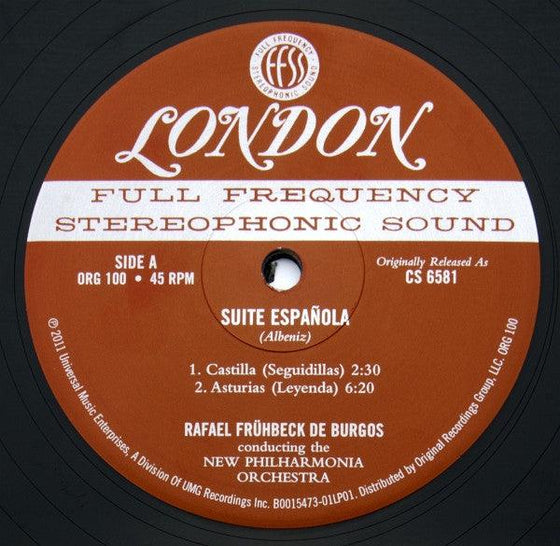 FULL FREQUENCY
FFSS
STEREOPHONIC SOUND
LONDON
FULL FREQUENCY
STEREOPHONIC SOUND
SIDE A
ORG 100 • 45 RPM
Originally Released As
CS 6581
SUITE ESPAÑOLA
(Albeniz)
1. Castilla (Seguidillas) 2:30
2. Asturias (Leyenda) 6:20
RAFAEL FRÜHBECK DE BURGOS
conducting the
NEW PHILHARMONIA
ORCHESTRA
℗ 2011 Universal Music Enterprises, A Division Of UMG Recordings Inc. B0015473-01LP01. Distributed by Original Recordings Group, LLC. ORG 100